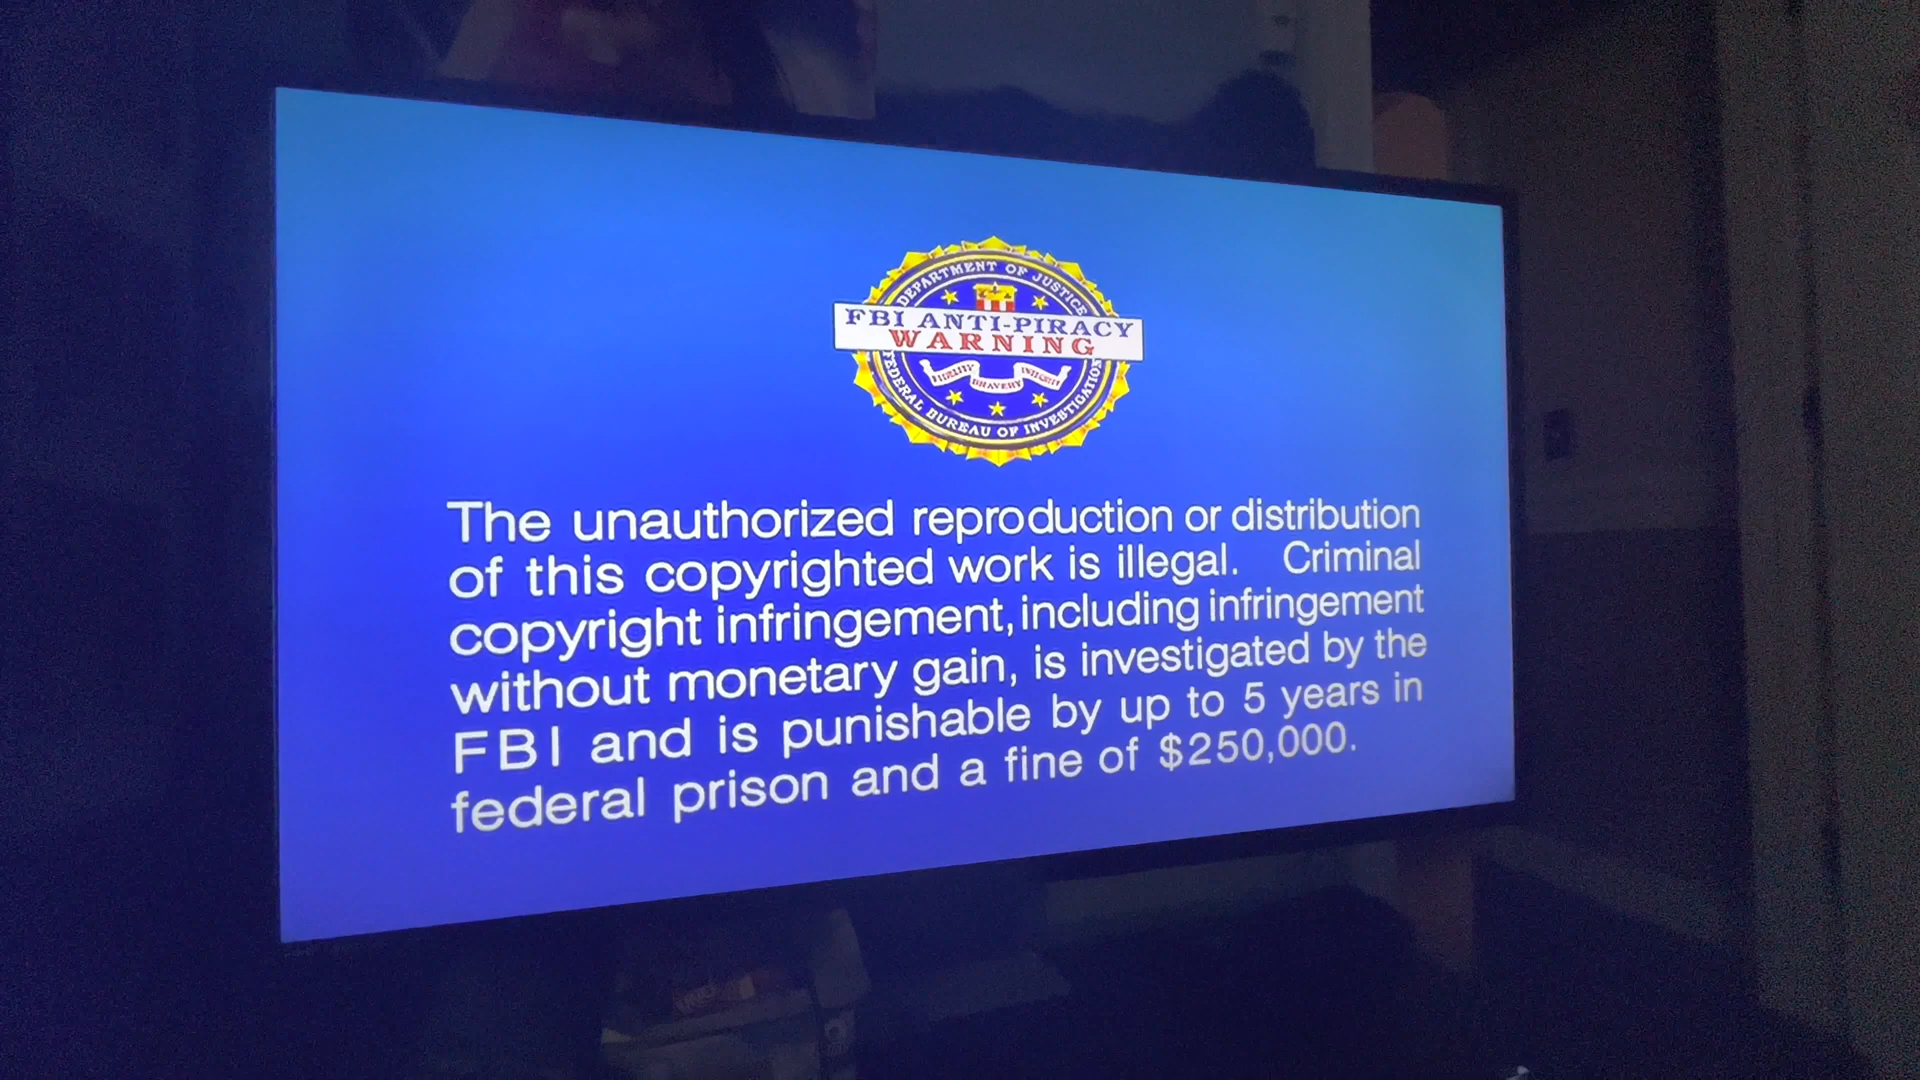 DEPARTMENT OF JUSTICE
FBI ANTI-PIRACY
WARNING
FIDELITY BRAVERY INTEGRITY
FEDERAL BUREAU OF INVESTIGATION
The unauthorized reproduction or distribution
of this copyrighted work is illegal. Criminal
copyright infringement, including infringement
without monetary gain, is investigated by the
FBI and is punishable by up to 5 years in
federal prison and a fine of $250,000.